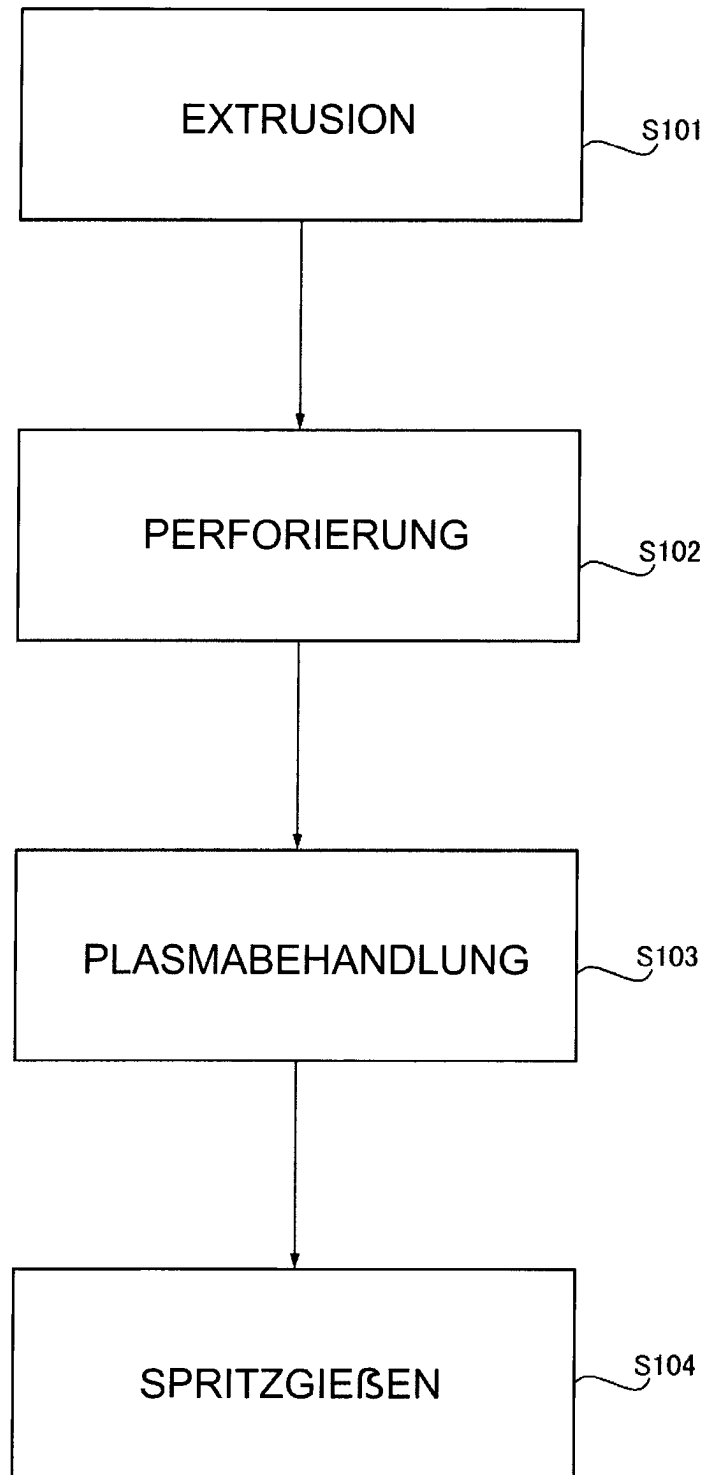 EXTRUSION
S101
PERFORIERUNG
S102
PLASMABEHANDLUNG
S103
SPRITZGIEßEN
S104